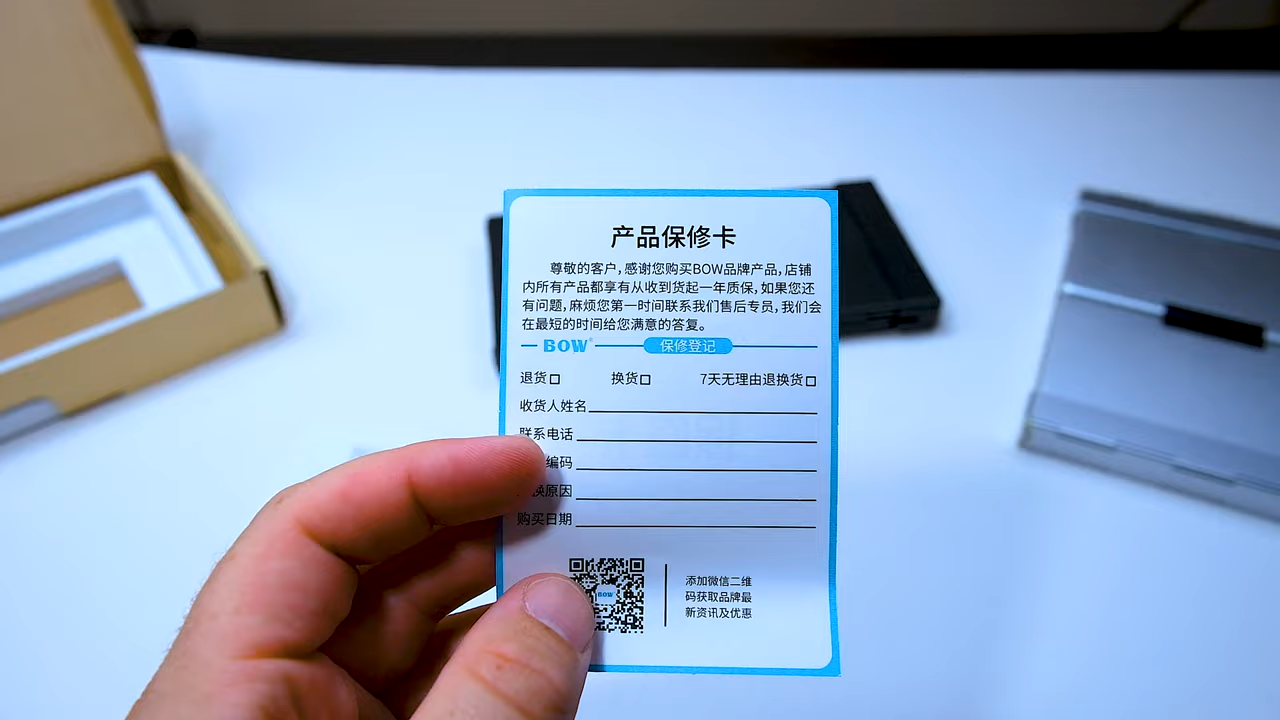 产品保修卡
尊敬的客户,感谢您购买BOW品牌产品,店铺
内所有产品都享有从收到货起一年质保,如果您还
有问题,麻烦您第一时间联系我们售后专员,我们会
在最短的时间给您满意的答复。
BOW® 保修登记
退货□ 换货□ 7天无理由退换货□
收货人姓名
联系电话
编码
换原因
购买日期
BOW
添加微信二维
码获取品牌最
新资讯及优惠